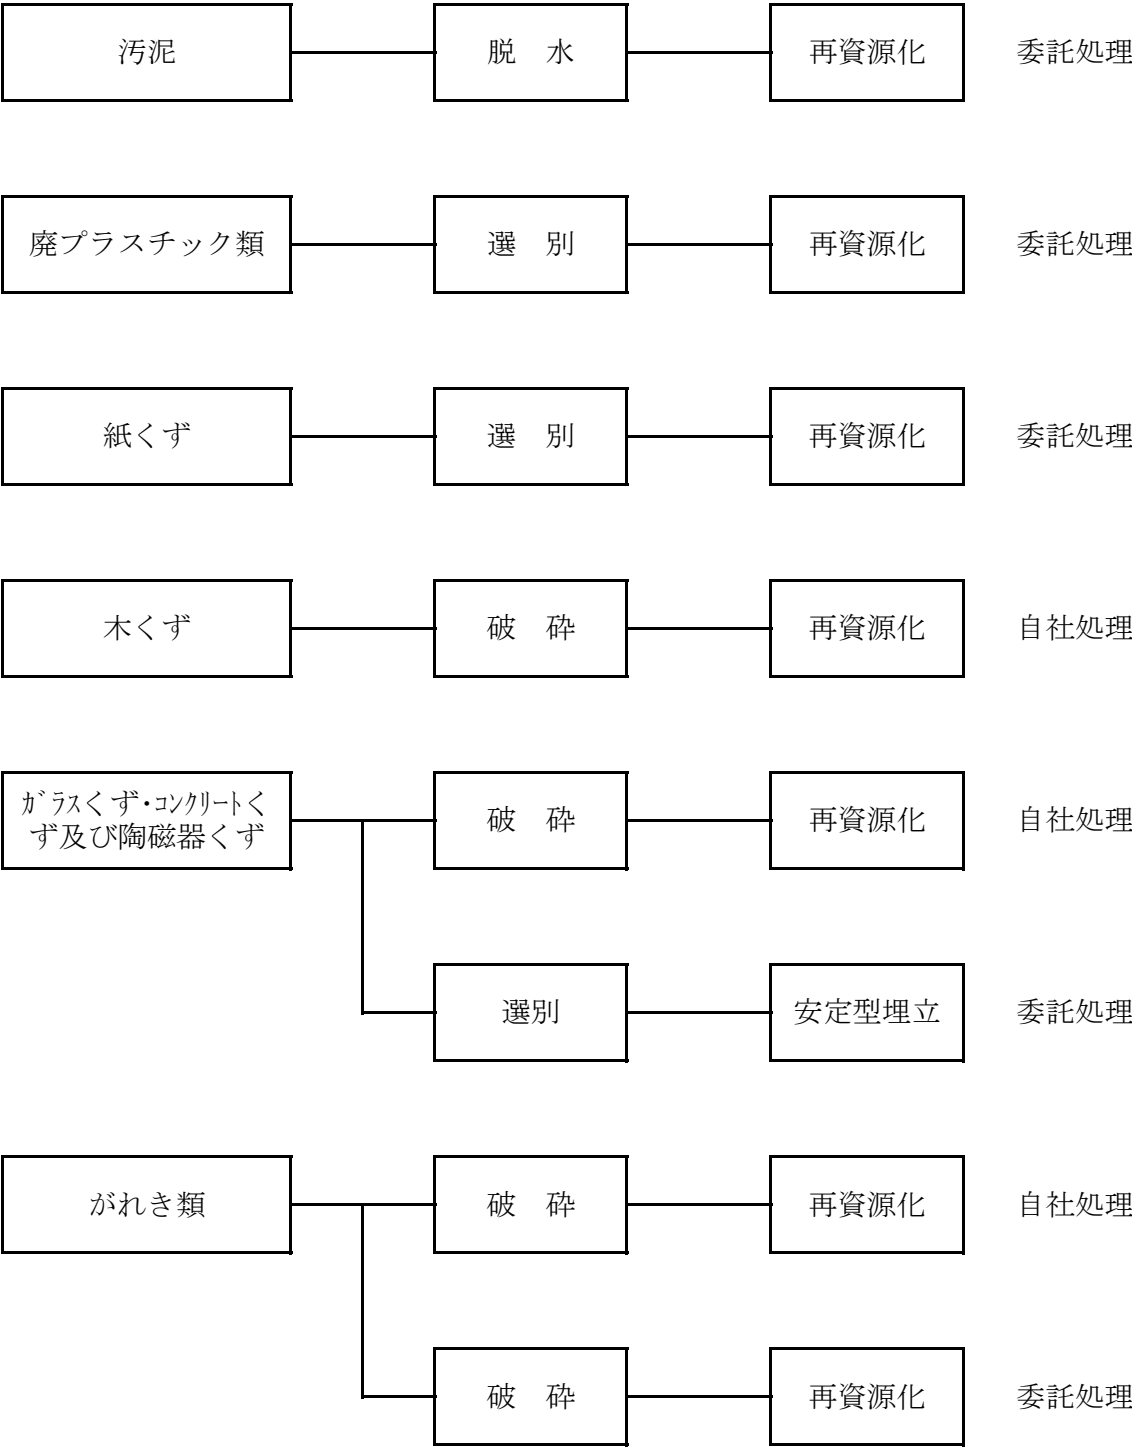 汚泥 脱　水 再資源化 委託処理
廃プラスチック類 選　別 再資源化 委託処理
紙くず 選　別 再資源化 委託処理
木くず 破　砕 再資源化 自社処理
ｶﾞﾗｽくず・ｺﾝｸﾘｰﾄく
ず及び陶磁器くず
破　砕 再資源化 自社処理
選別 安定型埋立 委託処理
がれき類 破　砕 再資源化 自社処理
破　砕 再資源化 委託処理